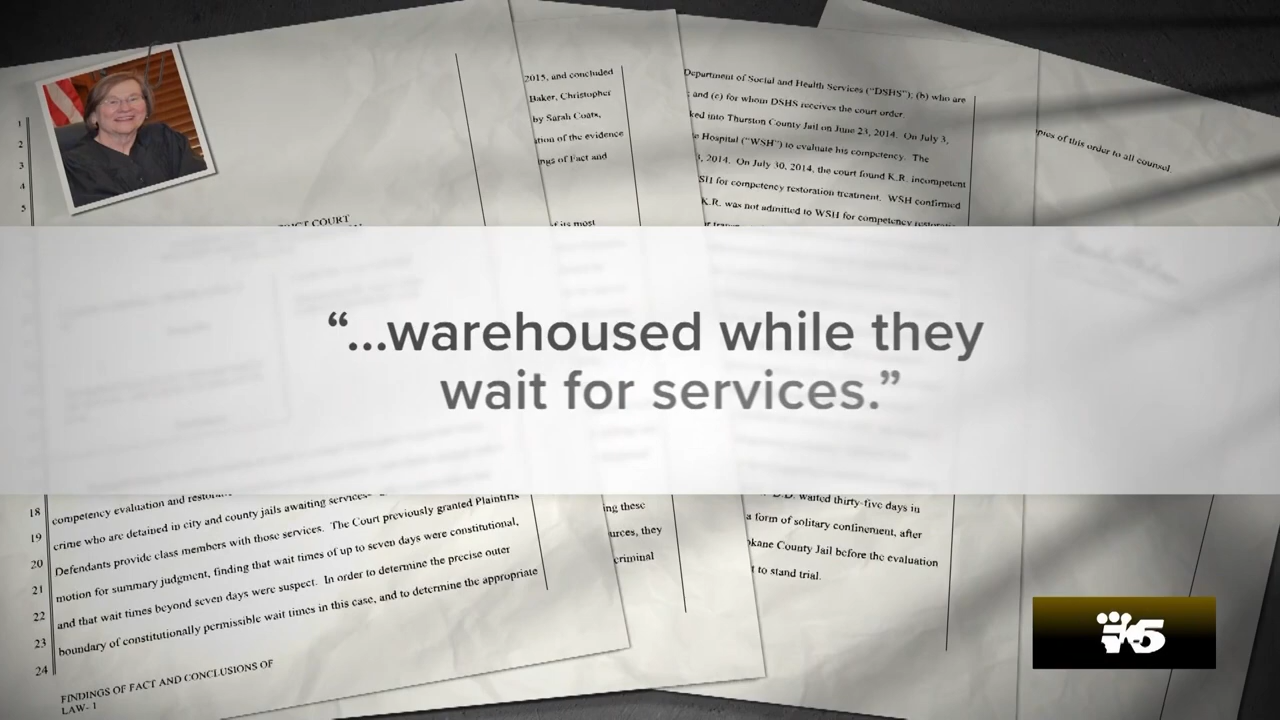 1
2
3
4
5
COURT
2015, and concluded
Baker, Christopher
by Sarah Coats,
of the evidence
of Fact and
of its most
Department of Social and Health Services ("DSHS"); (b) who are
and (c) for whom DSHS receives the court order.
into Thurston County Jail on June 23, 2014. On July 3,
Hospital ("WSH") to evaluate his competency. The
, 2014. On July 30, 2014, the court found K.R. incompetent
for competency restoration treatment. WSH confirmed
K.R. was not admitted to WSH for competency
of this order to all counsel.
“...warehoused while they
wait for services.”
18 competency evaluation and
19 crime who are detained in city and county jails awaiting services.
20 Defendants provide class members with those services. The Court previously granted Plaintiffs'
21 motion for summary judgment, finding that wait times of up to seven days were constitutional,
22 and that wait times beyond seven days were suspect. In order to determine the precise outer
23 boundary of constitutionally permissible wait times in this case, and to determine the appropriate
24
FINDINGS OF FACT AND CONCLUSIONS OF
LAW- 1
these
they
criminal
waited thirty-five days in
a form of solitary confinement, after
County Jail before the evaluation
to stand trial.
5